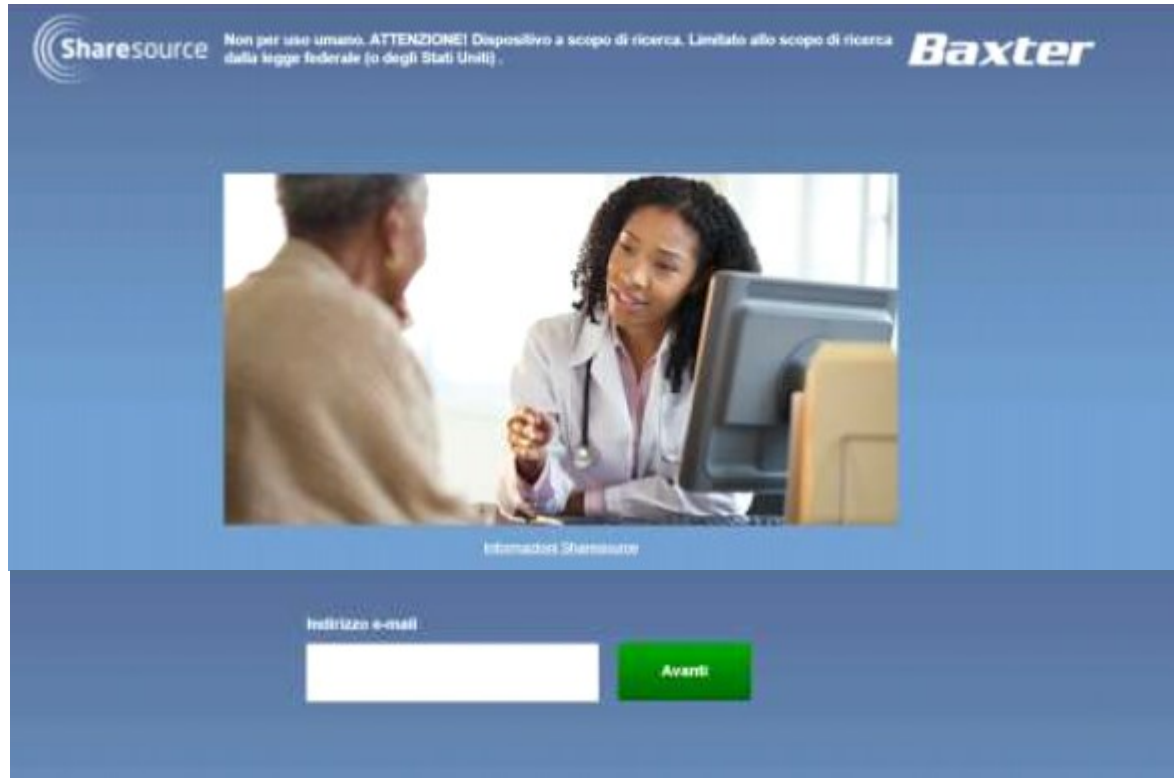 Sharesource
Non per uso umano. ATTENZIONE! Dispositivo a scopo di ricerca. Limitato allo scopo di ricerca
dalla legge federale (o degli Stati Uniti) .
Baxter
Informazioni Sharesource
Indirizzo e-mail
Avanti